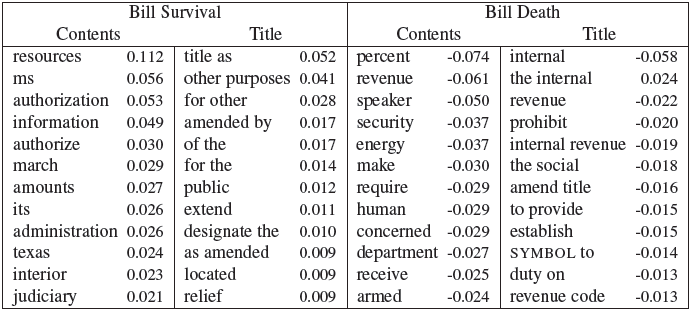 Bill Survival Bill Death
Contents Title Contents Title
resources 0.112 title as 0.052 percent -0.074 internal -0.058
ms 0.056 other purposes 0.041 revenue -0.061 the internal 0.024
authorization 0.053 for other 0.028 speaker -0.050 revenue -0.022
information 0.049 amended by 0.017 security -0.037 prohibit -0.020
authorize 0.030 of the 0.017 energy -0.037 internal revenue -0.019
march 0.029 for the 0.014 make -0.030 the social -0.018
amounts 0.027 public 0.012 require -0.029 amend title -0.016
its 0.026 extend 0.011 human -0.029 to provide -0.015
administration 0.026 designate the 0.010 concerned -0.029 establish -0.015
texas 0.024 as amended 0.009 department -0.027 SYMBOL to -0.014
interior 0.023 located 0.009 receive -0.025 duty on -0.013
judiciary 0.021 relief 0.009 armed -0.024 revenue code -0.013